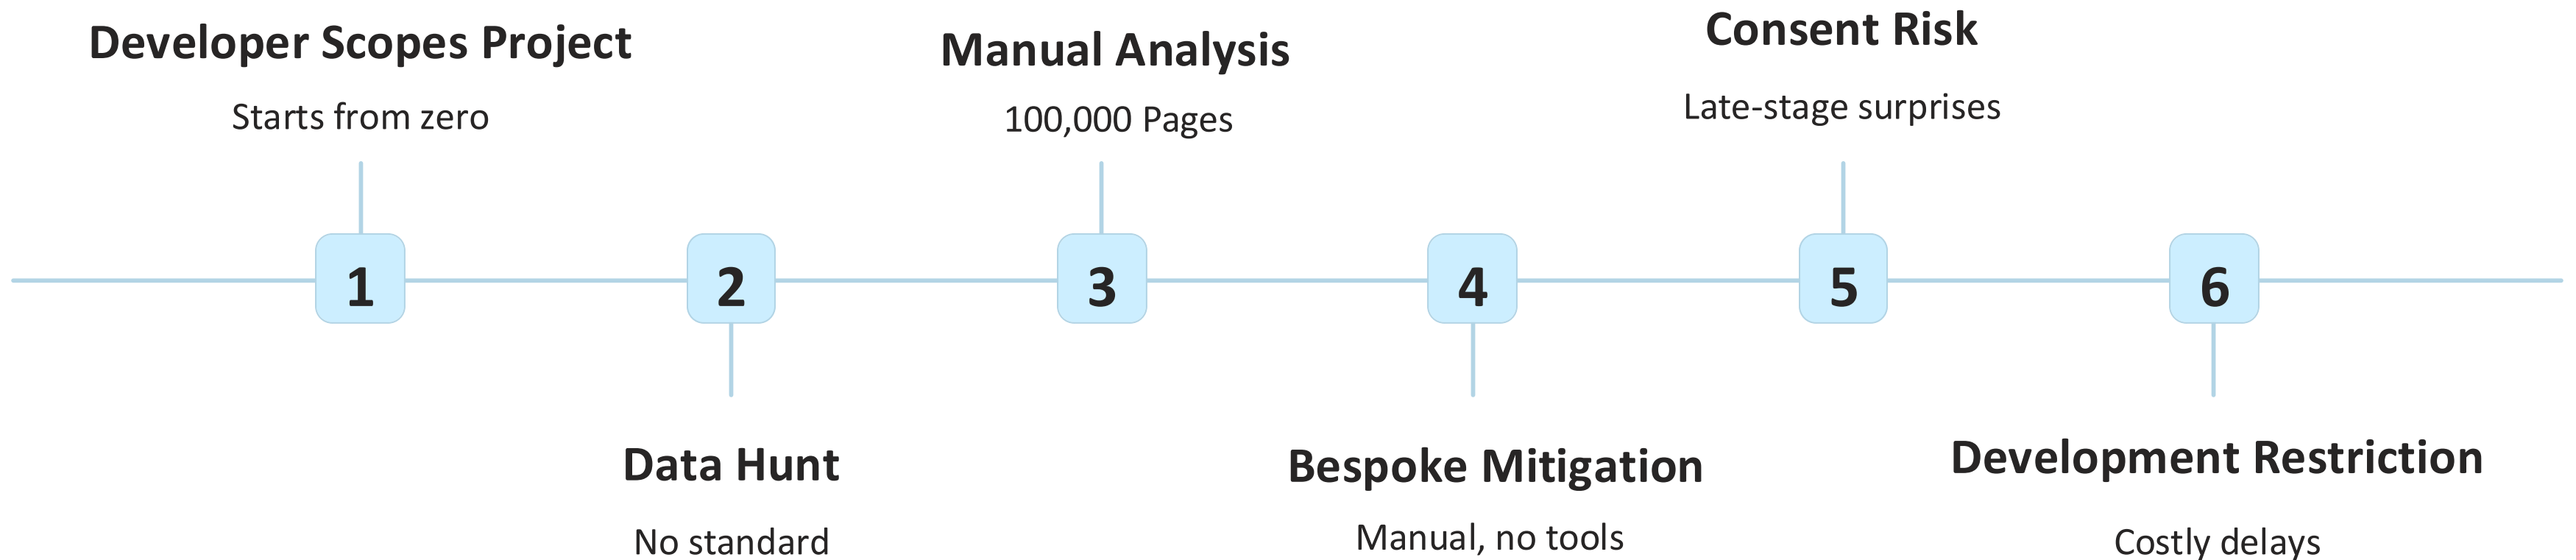 Developer Scopes Project
Starts from zero
Manual Analysis
100,000 Pages
Consent Risk
Late-stage surprises
1
2
3
4
5
6
Data Hunt
No standard
Bespoke Mitigation
Manual, no tools
Development Restriction
Costly delays